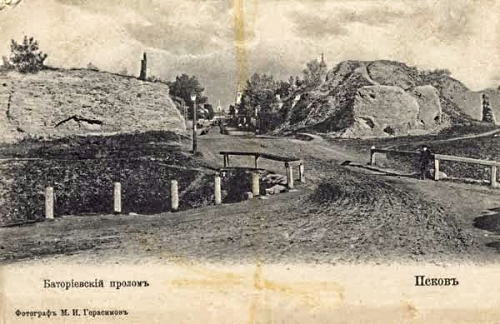 Баторіевскій проломъ
Псковъ
Фотографъ М. И. Герасимовъ.